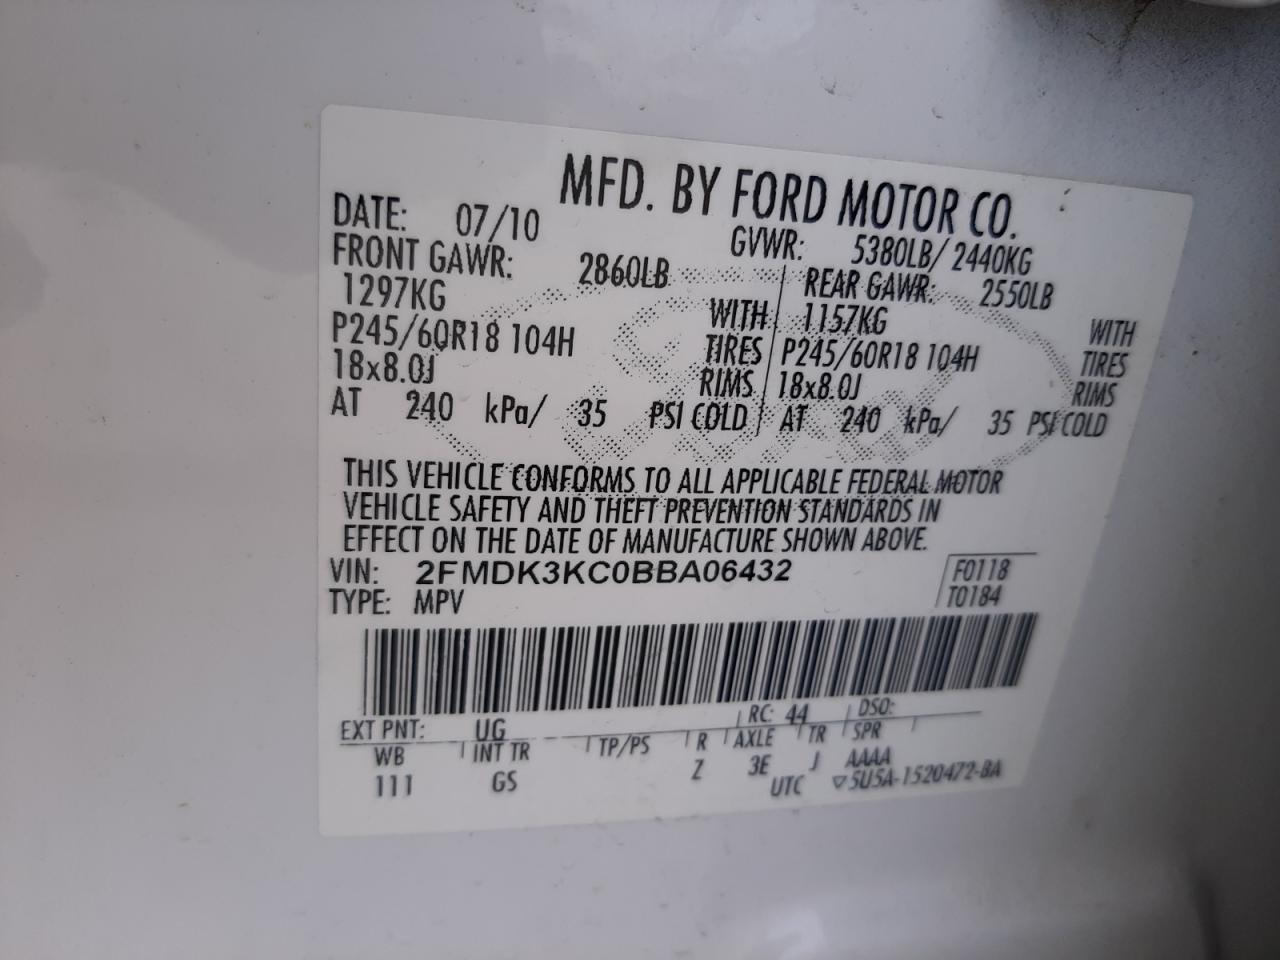 MFD. BY FORD MOTOR CO.
DATE: 07/10 GVWR: 5380LB/ 2440KG
FRONT GAWR: 2860LB REAR GAWR: 2550LB
1297KG WITH 1157KG WITH
P245/60R18 104H TIRES P245/60R18 104H TIRES
18x8.0J RIMS 18x8.0J RIMS
AT 240 kPa/ 35 PSI COLD AT 240 kPa/ 35 PSI COLD
THIS VEHICLE CONFORMS TO ALL APPLICABLE FEDERAL MOTOR
VEHICLE SAFETY AND THEFT PREVENTION STANDARDS IN
EFFECT ON THE DATE OF MANUFACTURE SHOWN ABOVE.
VIN: 2FMDK3KC0BBA06432 F0118
TYPE: MPV T0184
EXT PNT: UG RC: 44 DSO:
WB INT TR TP/PS R AXLE TR SPR
111 GS Z 3E J AAAA
UTC ▽5U5A-1520472-BA